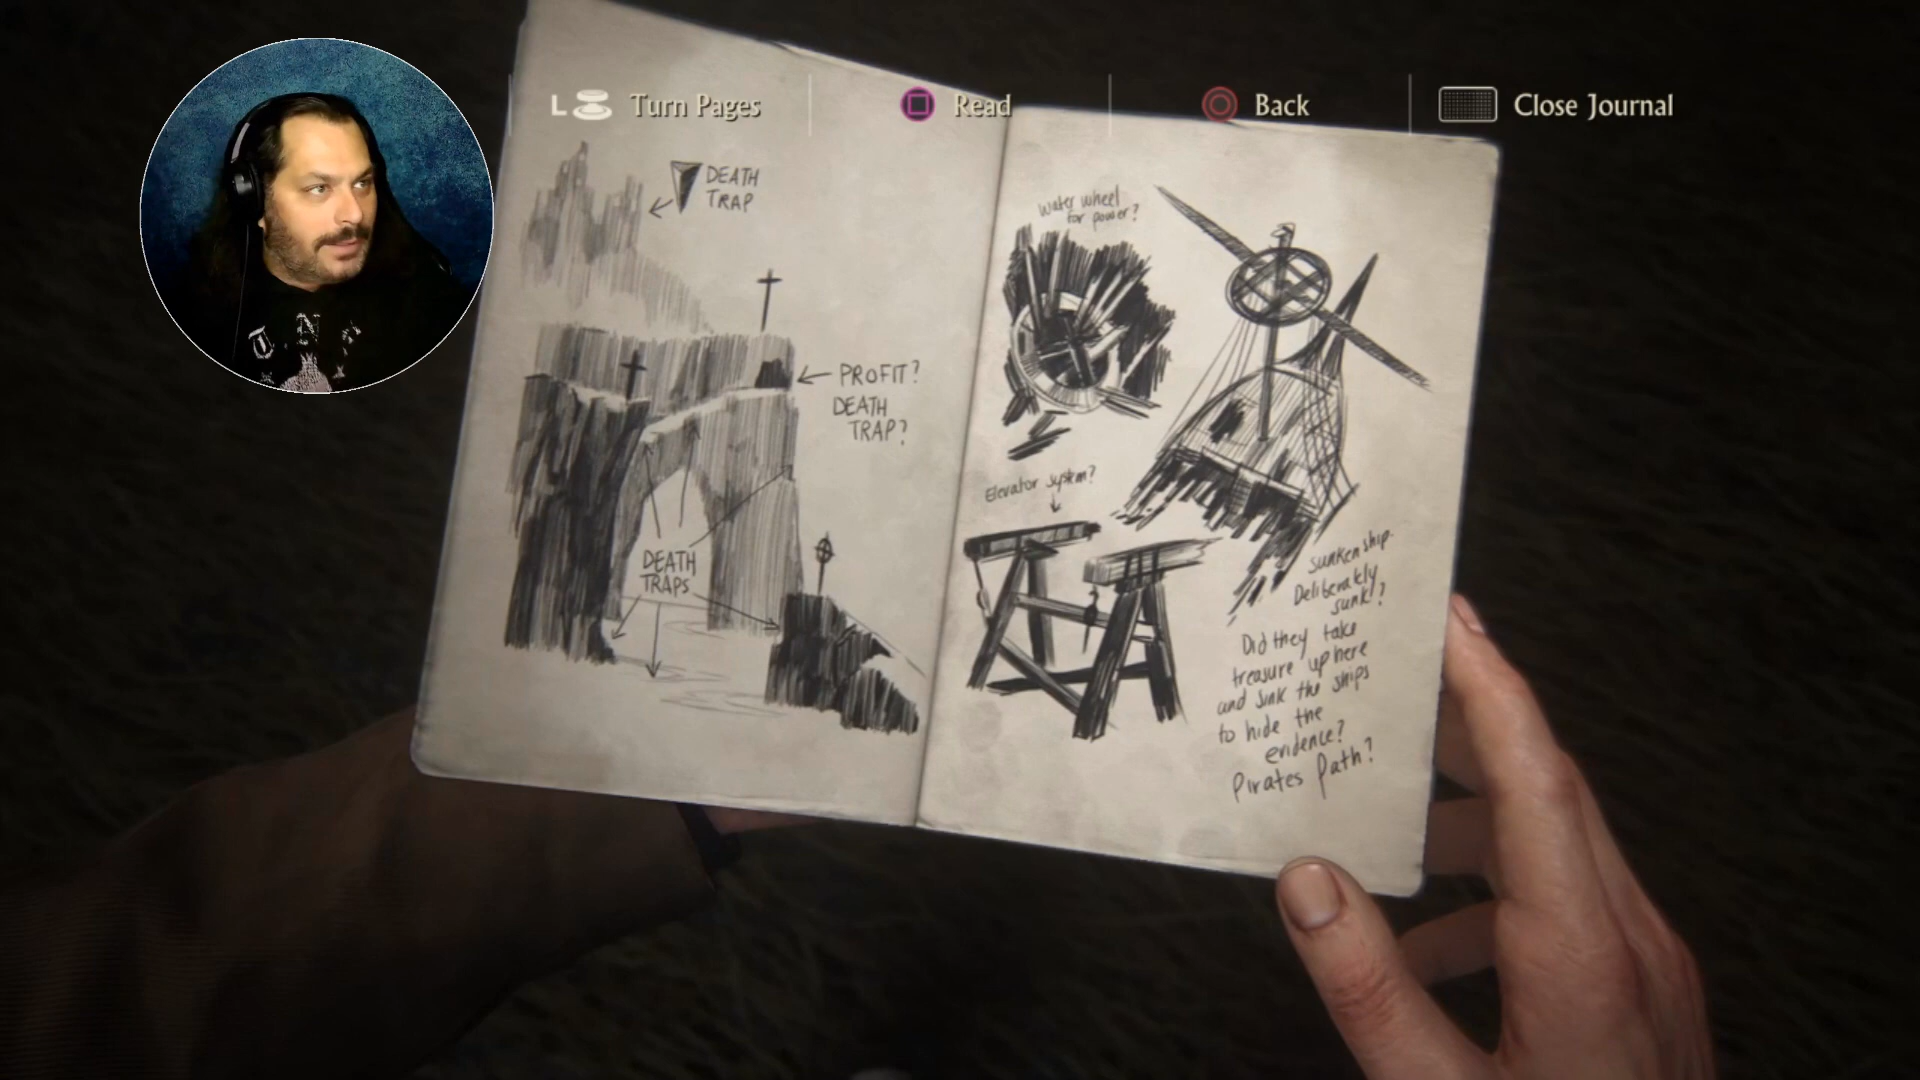 L Turn Pages
Read
Back
Close Journal
DEATH
TRAP
PROFIT?
DEATH
TRAP?
DEATH
TRAPS
Water wheel
for power?
Elevator system?
sunken ship-
Deliberately
sunk!?
Did they take
treasure up here
and sink the ships
to hide the
evidence?
Pirates Path?